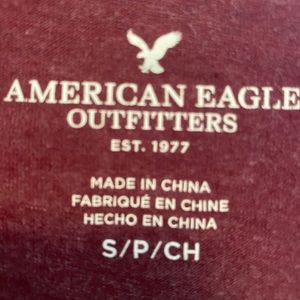 AMERICAN EAGLE
OUTFITTERS
EST. 1977
MADE IN CHINA
FABRIQUÉ EN CHINE
HECHO EN CHINA
S/P/CH